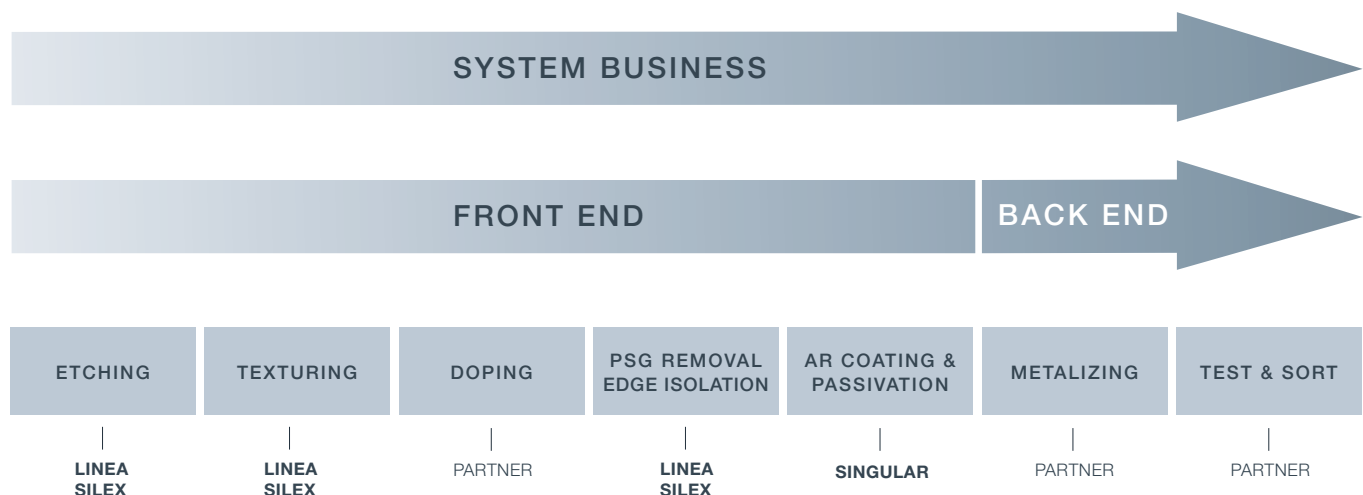 SYSTEM BUSINESS
FRONT END
BACK END
ETCHING
TEXTURING
DOPING
PSG REMOVAL
EDGE ISOLATION
AR COATING &
PASSIVATION
METALIZING
TEST & SORT
LINEA
SILEX
LINEA
SILEX
PARTNER
LINEA
SILEX
SINGULAR
PARTNER
PARTNER